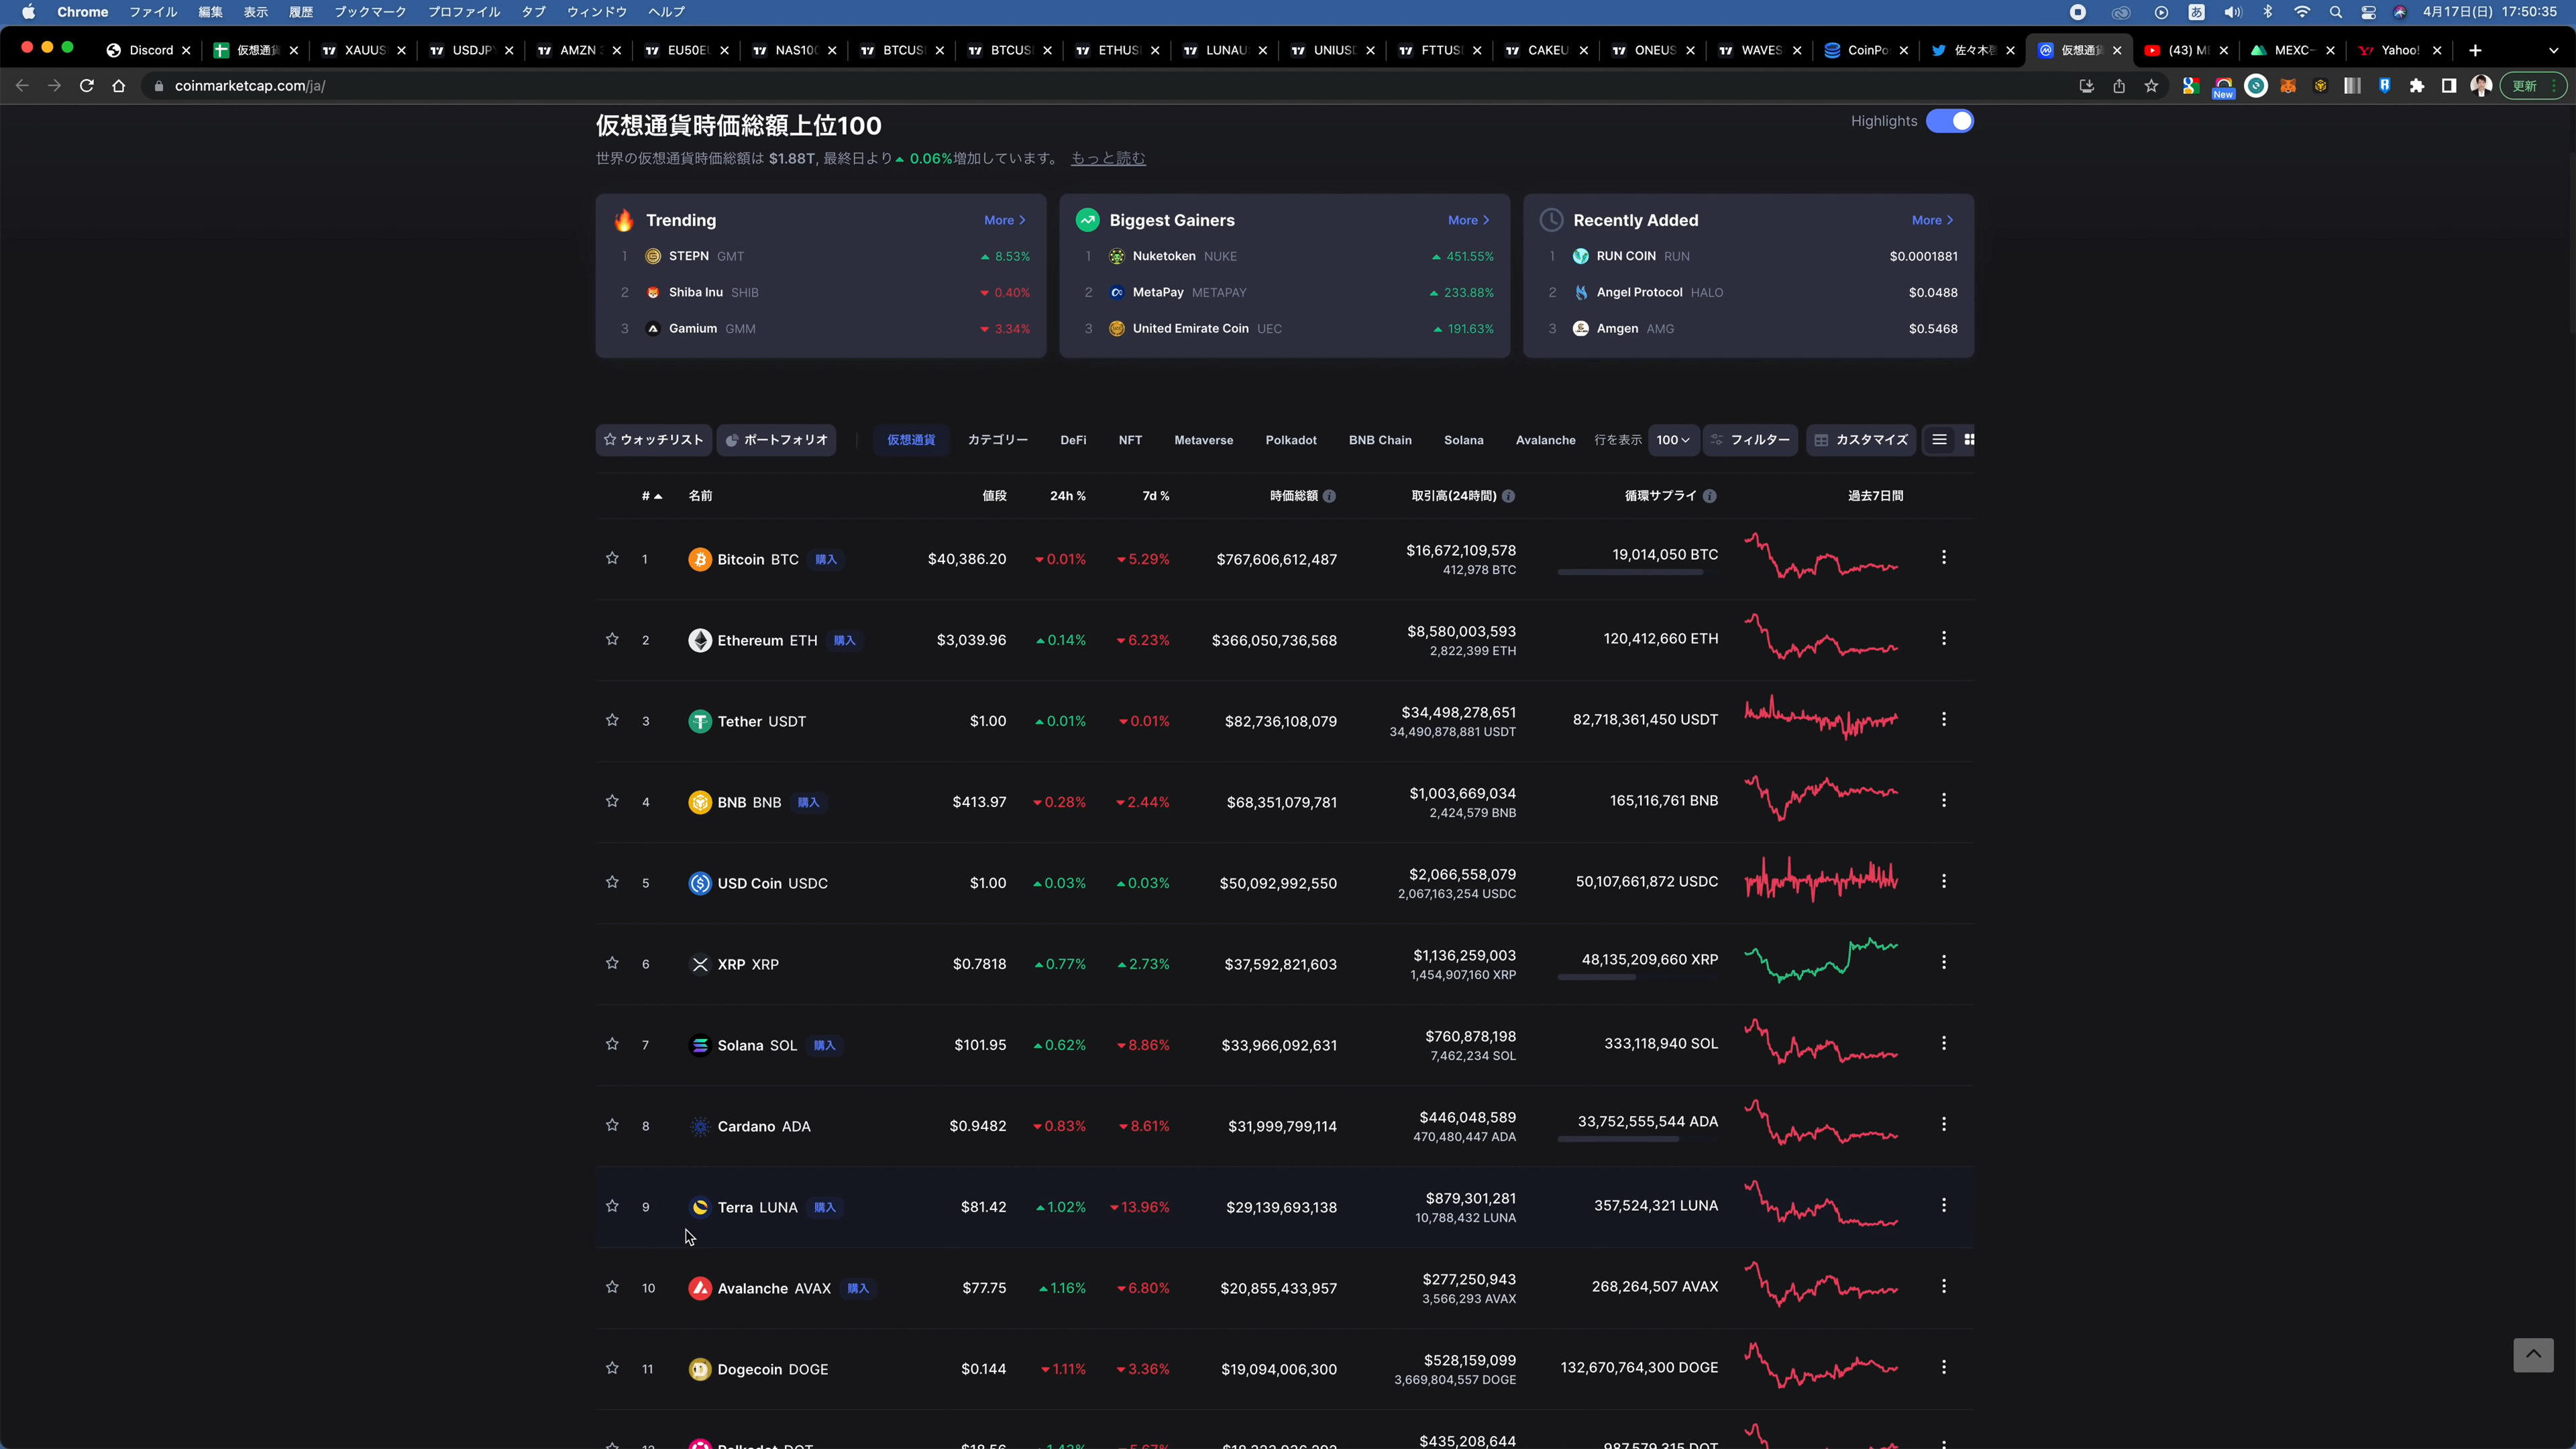 Chrome ファイル 編集 表示 履歴 ブックマーク プロファイル タブ ウィンドウ ヘルプ あ 4月17日(日) 17:50:35
Discord 仮想通貨 XAUUS USDJPY AMZN EU50EU NAS100 BTCUS BTCUS ETHUS LUNAU UNIUSD FTTUS CAKEU ONEUS WAVES CoinPo 佐々木啓 仮想通貨 (43) M MEXC Yahoo!
coinmarketcap.com/ja/ New 更新
仮想通貨時価総額上位100 Highlights
世界の仮想通貨時価総額は $1.88T, 最終日より 0.06%増加しています。 もっと読む
Trending More
1 STEPN GMT 8.53%
2 Shiba Inu SHIB 0.40%
3 Gamium GMM 3.34%
Biggest Gainers More
1 Nuketoken NUKE 451.55%
2 MetaPay METAPAY 233.88%
3 United Emirate Coin UEC 191.63%
Recently Added More
1 RUN COIN RUN $0.0001881
2 Angel Protocol HALO $0.0488
3 Amgen AMG $0.5468
ウォッチリスト ポートフォリオ 仮想通貨 カテゴリー DeFi NFT Metaverse Polkadot BNB Chain Solana Avalanche 行を表示 100 フィルター カスタマイズ
# 名前 値段 24h % 7d % 時価総額 取引高(24時間) 循環サプライ 過去7日間
1 Bitcoin BTC 購入 $40,386.20 0.01% 5.29% $767,606,612,487 $16,672,109,578 19,014,050 BTC
412,978 BTC
2 Ethereum ETH 購入 $3,039.96 0.14% 6.23% $366,050,736,568 $8,580,003,593 120,412,660 ETH
2,822,399 ETH
3 Tether USDT $1.00 0.01% 0.01% $82,736,108,079 $34,498,278,651 82,718,361,450 USDT
34,490,878,881 USDT
4 BNB BNB 購入 $413.97 0.28% 2.44% $68,351,079,781 $1,003,669,034 165,116,761 BNB
2,424,579 BNB
5 USD Coin USDC $1.00 0.03% 0.03% $50,092,992,550 $2,066,558,079 50,107,661,872 USDC
2,067,163,254 USDC
6 XRP XRP $0.7818 0.77% 2.73% $37,592,821,603 $1,136,259,003 48,135,209,660 XRP
1,454,907,160 XRP
7 Solana SOL 購入 $101.95 0.62% 8.86% $33,966,092,631 $760,878,198 333,118,940 SOL
7,462,234 SOL
8 Cardano ADA $0.9482 0.83% 8.61% $31,999,799,114 $446,048,589 33,752,555,544 ADA
470,480,447 ADA
9 Terra LUNA 購入 $81.42 1.02% 13.96% $29,139,693,138 $879,301,281 357,524,321 LUNA
10,788,432 LUNA
10 Avalanche AVAX 購入 $77.75 1.16% 6.80% $20,855,433,957 $277,250,943 268,264,507 AVAX
3,566,293 AVAX
11 Dogecoin DOGE $0.144 1.11% 3.36% $19,094,006,300 $528,159,099 132,670,764,300 DOGE
3,669,804,557 DOGE
$435,208,644